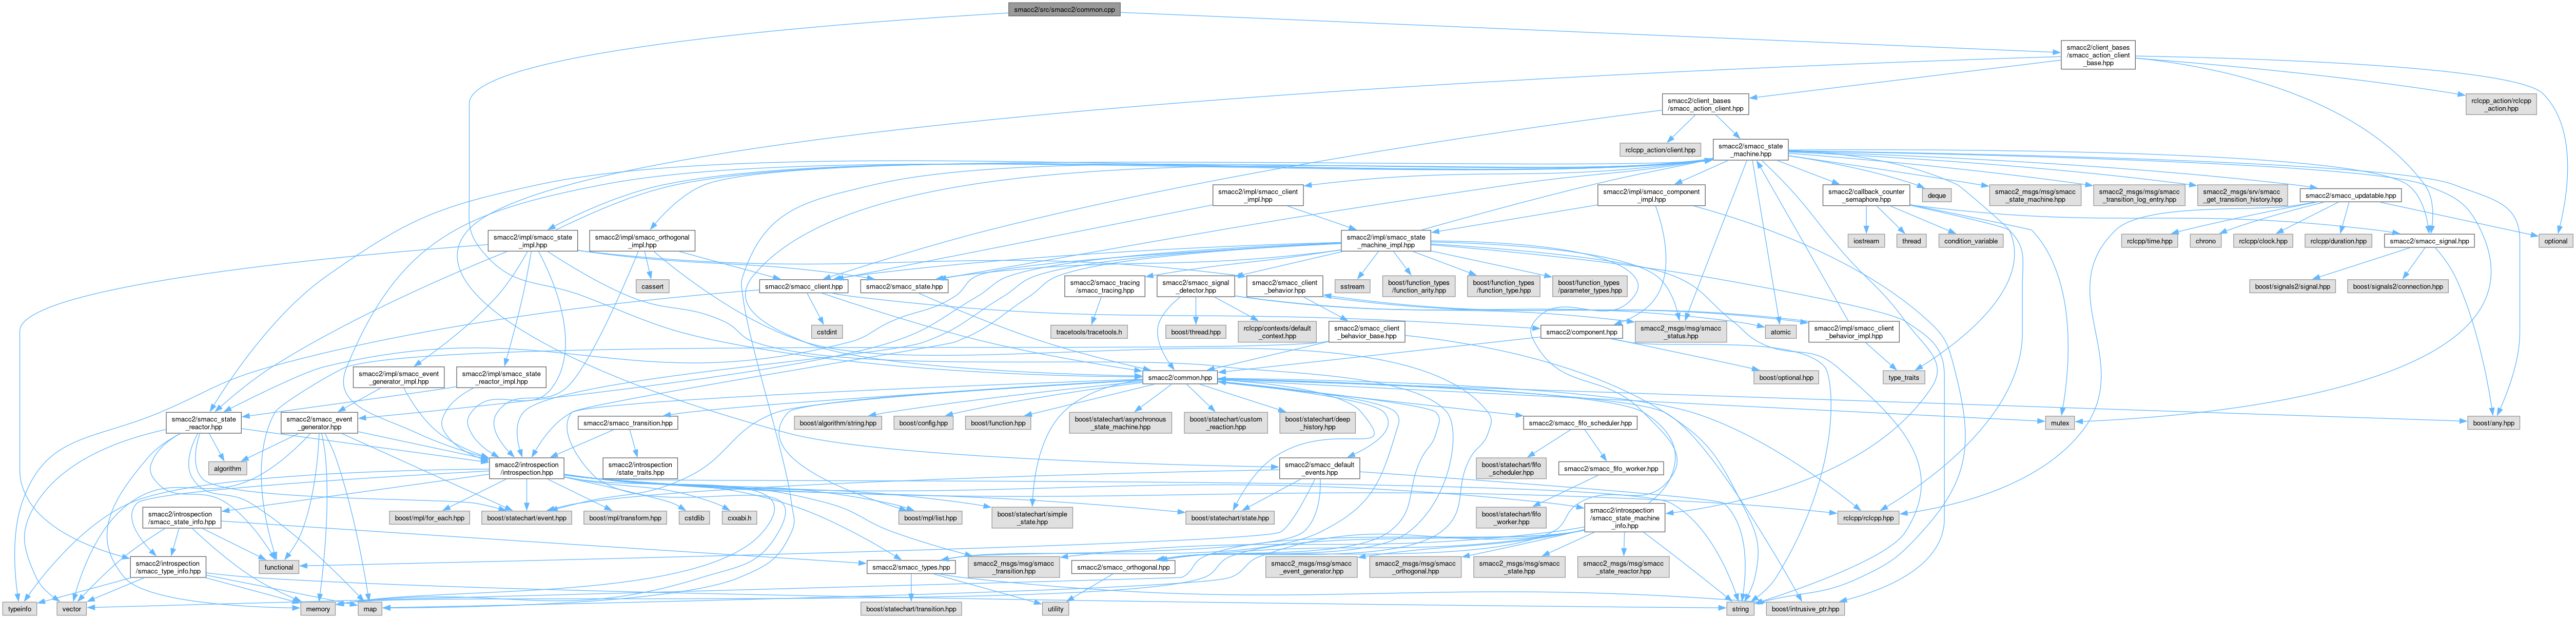 smacc2/src/smacc2/common.cpp
smacc2/client_bases
/smacc_action_client
_base.hpp
smacc2/client_bases
/smacc_action_client.hpp
rclcpp_action/rclcpp
_action.hpp
rclcpp_action/client.hpp
smacc2/smacc_state
_machine.hpp
smacc2/impl/smacc_client
_impl.hpp
smacc2/impl/smacc_component
_impl.hpp
smacc2/callback_counter
_semaphore.hpp
deque
smacc2_msgs/msg/smacc
_state_machine.hpp
smacc2_msgs/msg/smacc
_transition_log_entry.hpp
smacc2_msgs/srv/smacc
_get_transition_history.hpp
smacc2/smacc_updatable.hpp
smacc2/impl/smacc_state
_impl.hpp
smacc2/impl/smacc_orthogonal
_impl.hpp
smacc2/impl/smacc_state
_machine_impl.hpp
iostream
thread
condition_variable
rclcpp/time.hpp
chrono
rclcpp/clock.hpp
rclcpp/duration.hpp
smacc2/smacc_signal.hpp
optional
cassert
smacc2/smacc_client.hpp
smacc2/smacc_state.hpp
smacc2/smacc_tracing
/smacc_tracing.hpp
smacc2/smacc_signal
_detector.hpp
smacc2/smacc_client
_behavior.hpp
sstream
boost/function_types
/function_arity.hpp
boost/function_types
/function_type.hpp
boost/function_types
/parameter_types.hpp
boost/signals2/signal.hpp
boost/signals2/connection.hpp
cstdint
tracetools/tracetools.h
boost/thread.hpp
rclcpp/contexts/default
_context.hpp
smacc2/smacc_client
_behavior_base.hpp
smacc2/component.hpp
smacc2_msgs/msg/smacc
_status.hpp
atomic
smacc2/impl/smacc_client
_behavior_impl.hpp
smacc2/impl/smacc_event
_generator_impl.hpp
smacc2/impl/smacc_state
_reactor_impl.hpp
smacc2/common.hpp
boost/optional.hpp
type_traits
smacc2/smacc_state
_reactor.hpp
smacc2/smacc_event
_generator.hpp
smacc2/smacc_transition.hpp
boost/algorithm/string.hpp
boost/config.hpp
boost/function.hpp
boost/statechart/asynchronous
_state_machine.hpp
boost/statechart/custom
_reaction.hpp
boost/statechart/deep
_history.hpp
smacc2/smacc_fifo_scheduler.hpp
mutex
boost/any.hpp
algorithm
smacc2/introspection
/introspection.hpp
smacc2/introspection
/state_traits.hpp
smacc2/smacc_default
_events.hpp
boost/statechart/fifo
_scheduler.hpp
smacc2/smacc_fifo_worker.hpp
smacc2/introspection
/smacc_state_info.hpp
boost/mpl/for_each.hpp
boost/statechart/event.hpp
boost/mpl/transform.hpp
cstdlib
cxxabi.h
boost/mpl/list.hpp
boost/statechart/simple
_state.hpp
boost/statechart/state.hpp
boost/statechart/fifo
_worker.hpp
smacc2/introspection
/smacc_state_machine
_info.hpp
rclcpp/rclcpp.hpp
smacc2/introspection
/smacc_type_info.hpp
functional
smacc2/smacc_types.hpp
smacc2_msgs/msg/smacc
_transition.hpp
smacc2/smacc_orthogonal.hpp
smacc2_msgs/msg/smacc
_event_generator.hpp
smacc2_msgs/msg/smacc
_orthogonal.hpp
smacc2_msgs/msg/smacc
_state.hpp
smacc2_msgs/msg/smacc
_state_reactor.hpp
typeinfo
vector
memory
map
boost/statechart/transition.hpp
utility
string
boost/intrusive_ptr.hpp